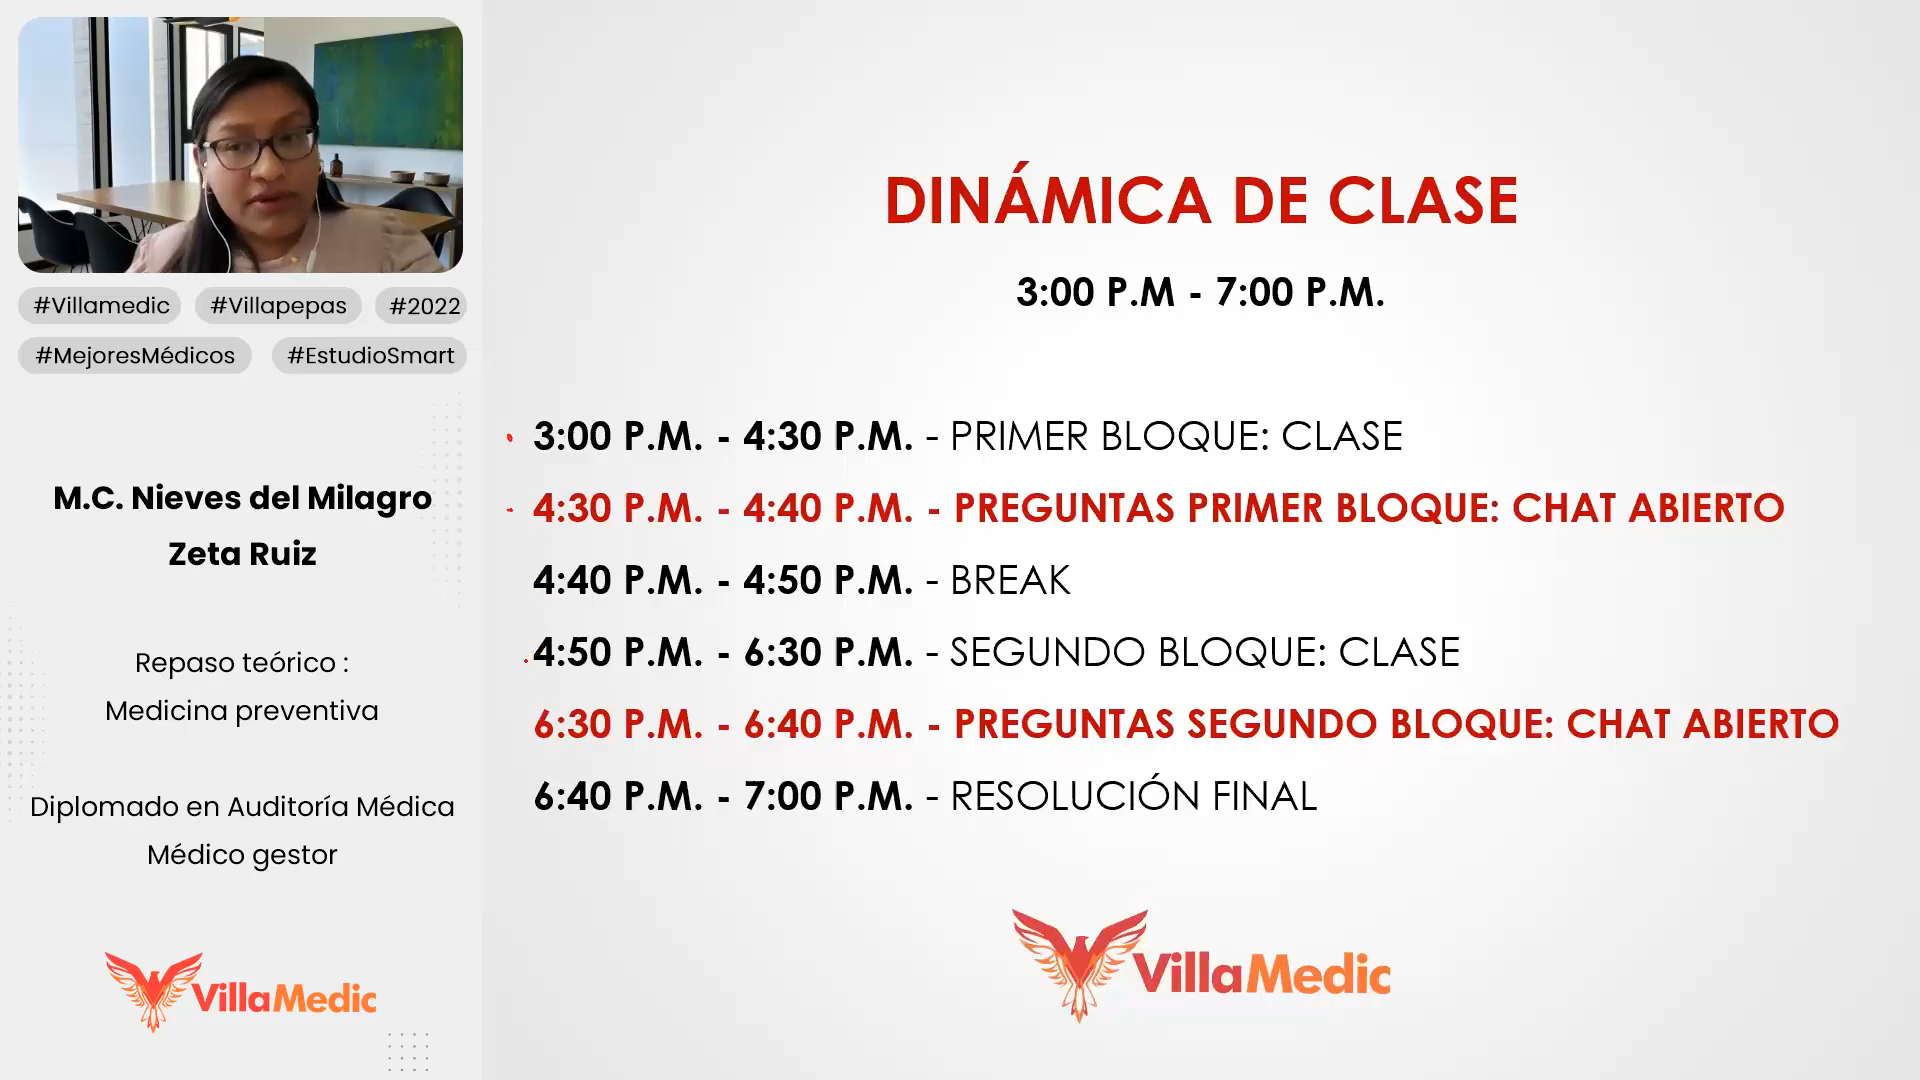 #Villamedic #Villapepas #2022
#MejoresMédicos #EstudioSmart
M.C. Nieves del Milagro
Zeta Ruiz
Repaso teórico :
Medicina preventiva
Diplomado en Auditoría Médica
Médico gestor
VillaMedic
DINÁMICA DE CLASE
3:00 P.M - 7:00 P.M.
3:00 P.M. - 4:30 P.M. - PRIMER BLOQUE: CLASE
4:30 P.M. - 4:40 P.M. - PREGUNTAS PRIMER BLOQUE: CHAT ABIERTO
4:40 P.M. - 4:50 P.M. - BREAK
4:50 P.M. - 6:30 P.M. - SEGUNDO BLOQUE: CLASE
6:30 P.M. - 6:40 P.M. - PREGUNTAS SEGUNDO BLOQUE: CHAT ABIERTO
6:40 P.M. - 7:00 P.M. - RESOLUCIÓN FINAL
VillaMedic